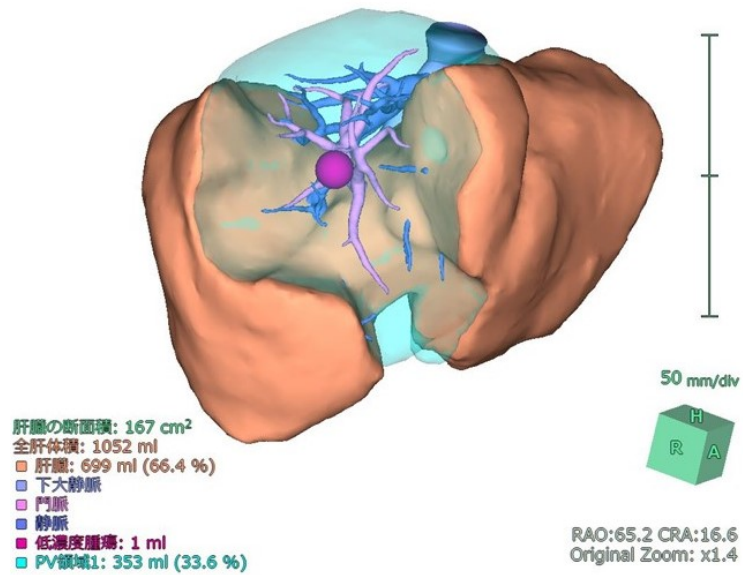 50 mm/div
H
R A
肝臓の断面積: 167 cm²
全肝体積: 1052 ml
肝臓: 699 ml (66.4 %)
下大静脈
門脈
静脈
低濃度腫瘍: 1 ml
PV領域1: 353 ml (33.6 %)
RAO:65.2 CRA:16.6
Original Zoom: x1.4